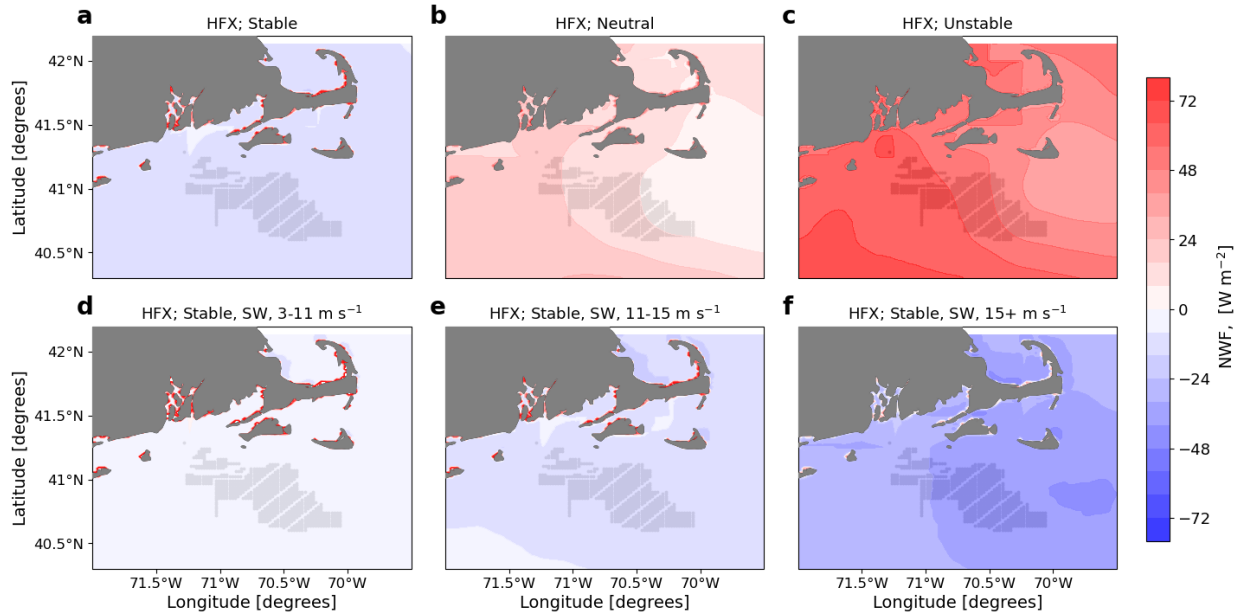 a HFX; Stable
b HFX; Neutral
c HFX; Unstable
Latitude [degrees]
42°N
41.5°N
41°N
40.5°N
d HFX; Stable, SW, 3-11 m s⁻¹
e HFX; Stable, SW, 11-15 m s⁻¹
f HFX; Stable, SW, 15+ m s⁻¹
Latitude [degrees]
42°N
41.5°N
41°N
40.5°N
71.5°W 71°W 70.5°W 70°W
71.5°W 71°W 70.5°W 70°W
71.5°W 71°W 70.5°W 70°W
Longitude [degrees]
Longitude [degrees]
Longitude [degrees]
72
48
24
0
−24
−48
−72
NWF, [W m⁻²]